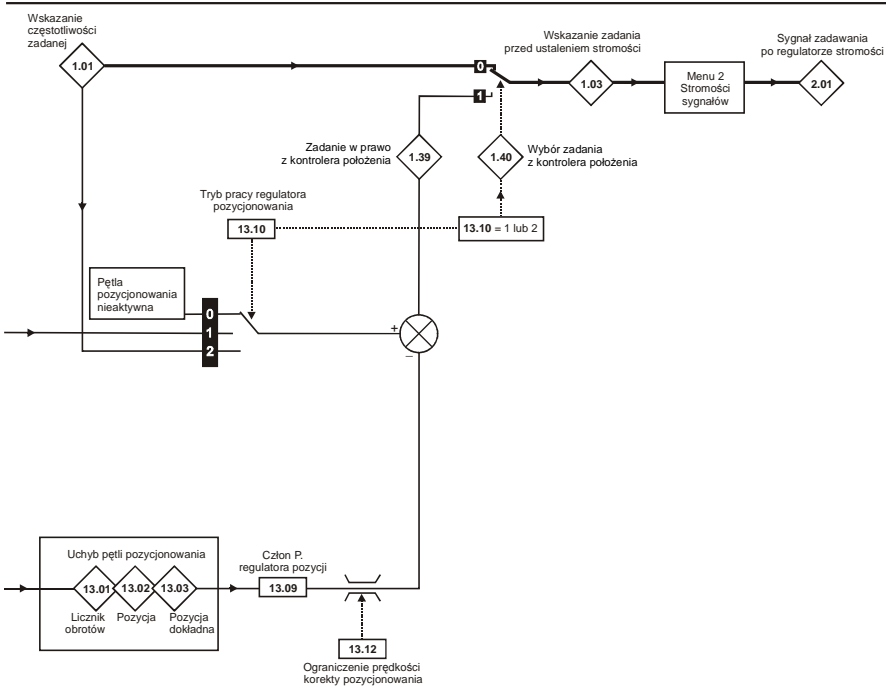 Wskazanie
częstotliwości
zadanej
1.01
0
1
Wskazanie zadania
przed ustaleniem stromości
1.03
Menu 2
Stromości
sygnałów
Sygnał zadawania
po regulatorze stromości
2.01
Zadanie w prawo
z kontrolera położenia
1.39
1.40
Wybór zadania
z kontrolera położenia
Tryb pracy regulatora
pozycjonowania
13.10
13.10 = 1 lub 2
Pętla
pozycjonowania
nieaktywna
0
1
2
+
–
Uchyb pętli pozycjonowania
13.01
13.02
13.03
Licznik
obrotów
Pozycja
Pozycja
dokładna
Człon P.
regulatora pozycji
13.09
13.12
Ograniczenie prędkości
korekty pozycjonowania